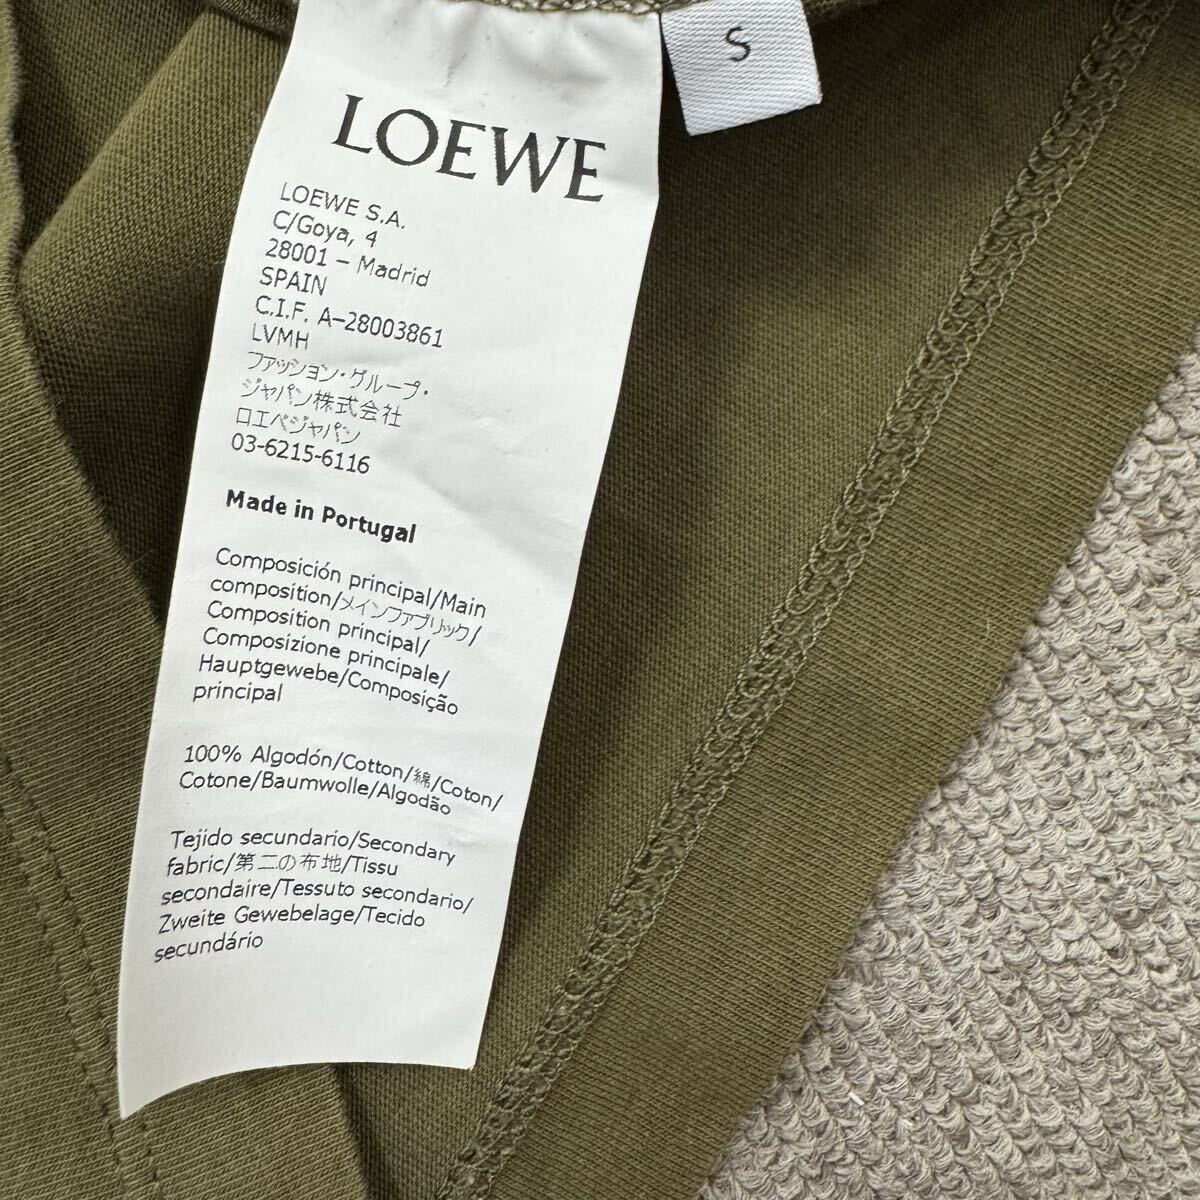 S
LOEWE
LOEWE S.A.
C/Goya, 4
28001 – Madrid
SPAIN
C.I.F. A–28003861
LVMH
ファッション・グループ・
ジャパン株式会社
ロエベジャパン
03-6215-6116
Made in Portugal
Composición principal/Main
composition/メインファブリック/
Composition principal/
Composizione principale/
Hauptgewebe/Composição
principal
100% Algodón/Cotton/綿/Coton/
Cotone/Baumwolle/Algodão
Tejido secundario/Secondary
fabric/第二の布地/Tissu
secondaire/Tessuto secondario/
Zweite Gewebelage/Tecido
secundário